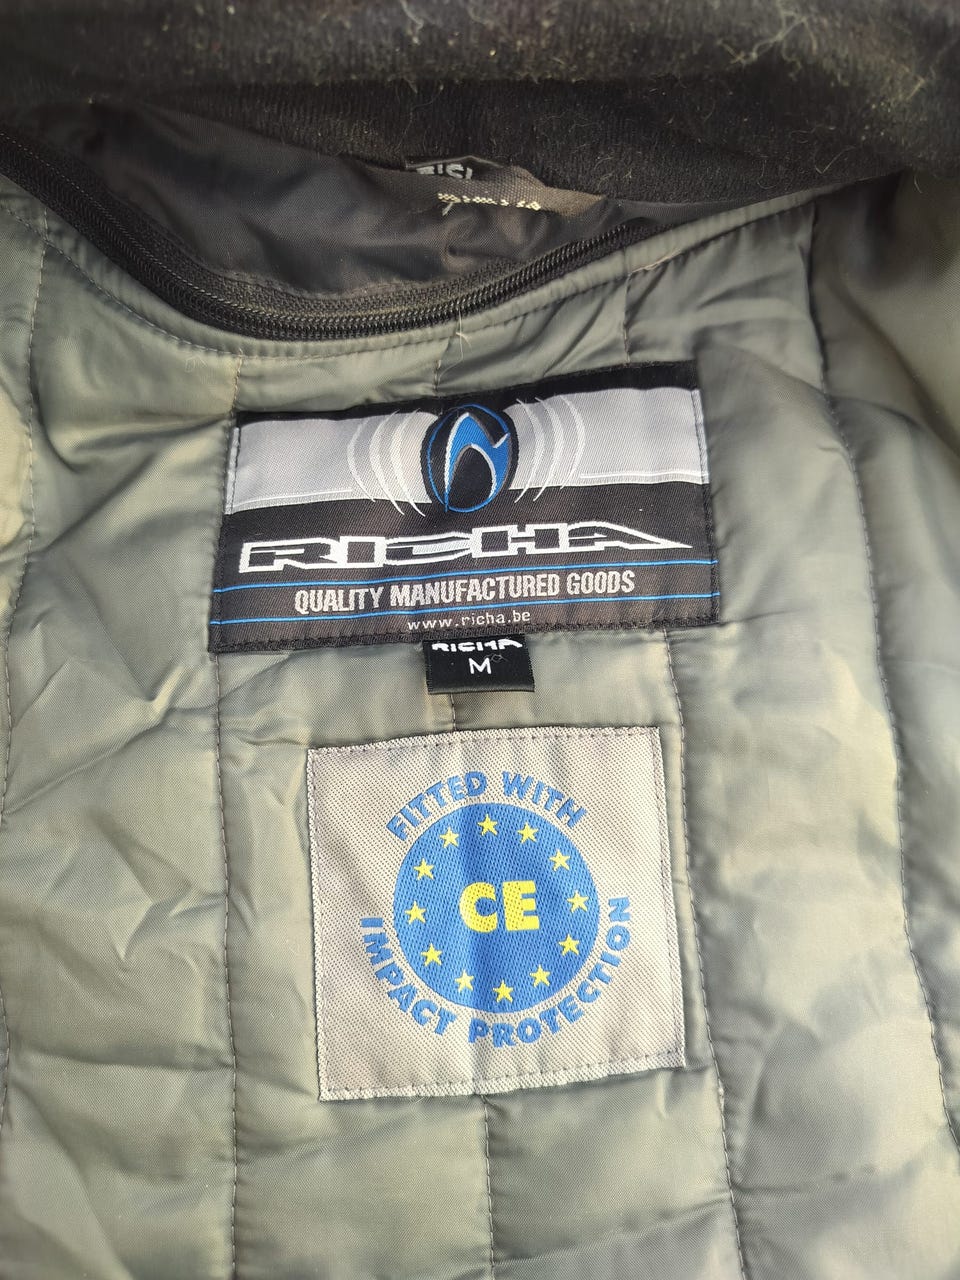 RICHA
QUALITY MANUFACTURED GOODS
www.richa.be
RICHA
M
FITTED WITH
CE
IMPACT PROTECTION